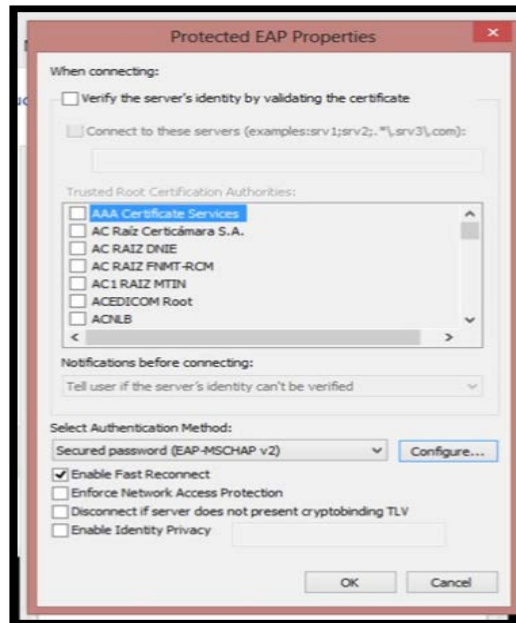 Protected EAP Properties
When connecting:
Verify the server's identity by validating the certificate
Connect to these servers (examples:srv1;srv2;.*\.srv3\.com):
Trusted Root Certification Authorities:
AAA Certificate Services
AC Raíz Certicámara S.A.
AC RAIZ DNIE
AC RAIZ FNMT-RCM
AC1 RAIZ MTIN
ACEDICOM Root
ACNLB
Notifications before connecting:
Tell user if the server's identity can't be verified
Select Authentication Method:
Secured password (EAP-MSCHAP v2)
Configure...
Enable Fast Reconnect
Enforce Network Access Protection
Disconnect if server does not present cryptobinding TLV
Enable Identity Privacy
OK
Cancel